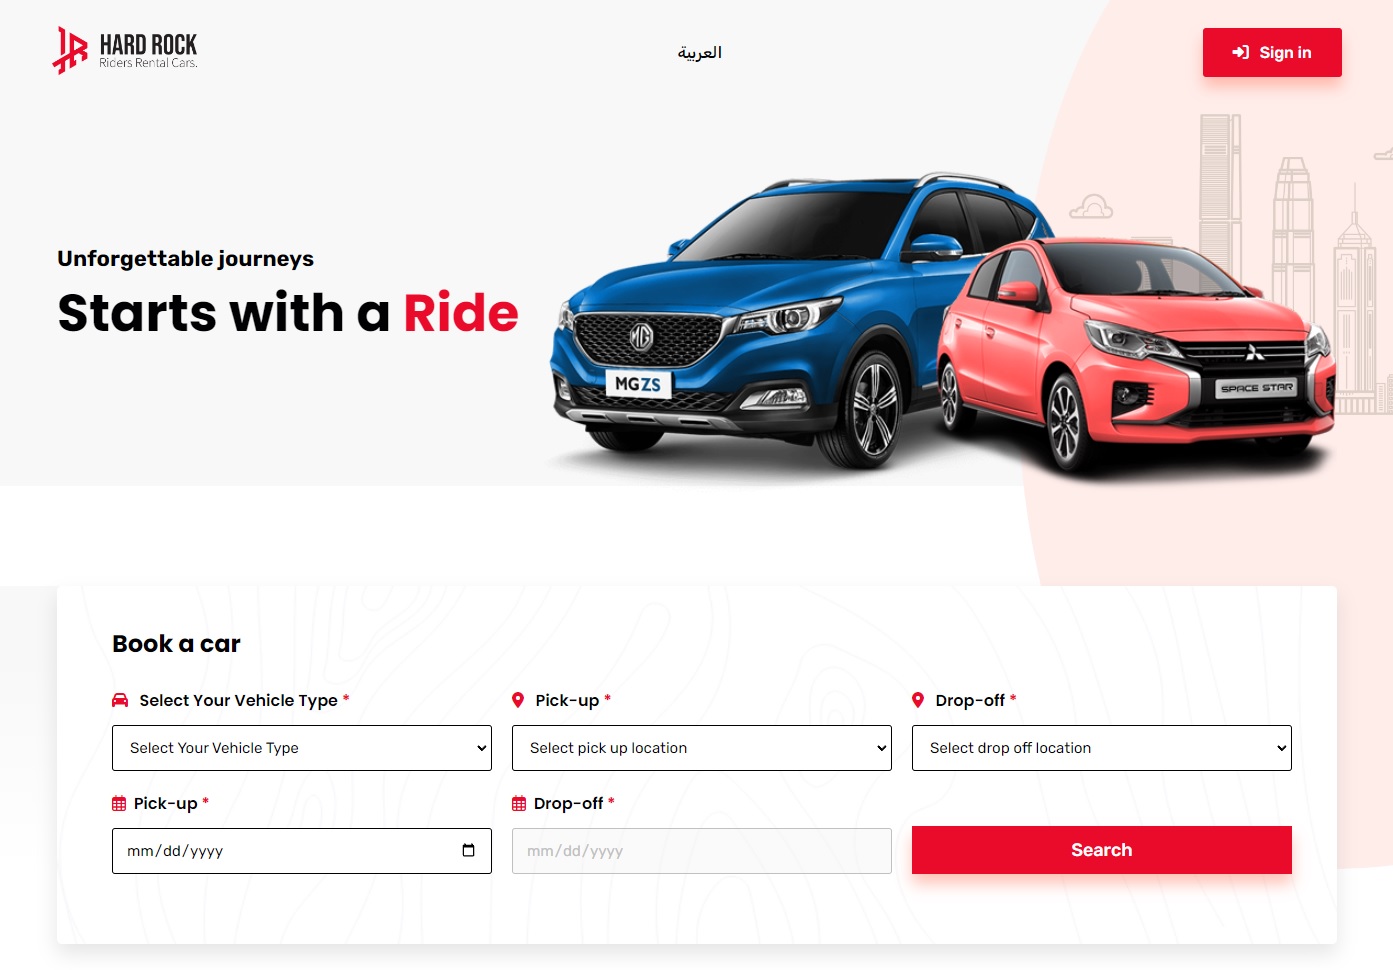 HARD ROCK
Riders Rental Cars.
العربية
Sign in
Unforgettable journeys
Starts with a Ride
MG
MGZS
SPACE STAR
Book a car
Select Your Vehicle Type *
Pick-up *
Drop-off *
Select Your Vehicle Type
Select pick up location
Select drop off location
Pick-up *
Drop-off *
mm/dd/yyyy
mm/dd/yyyy
Search